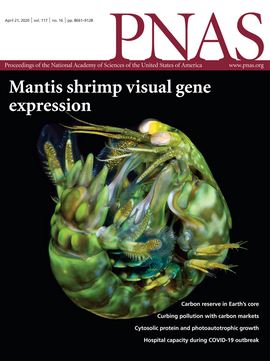 PNAS
April 21, 2020 | vol. 117 | no. 16 | pp. 8661–9128
Proceedings of the National Academy of Sciences of the United States of America
www.pnas.org
Mantis shrimp visual gene
expression
Carbon reserve in Earth's core
Curbing pollution with carbon markets
Cytosolic protein and photoautotrophic growth
Hospital capacity during COVID-19 outbreak